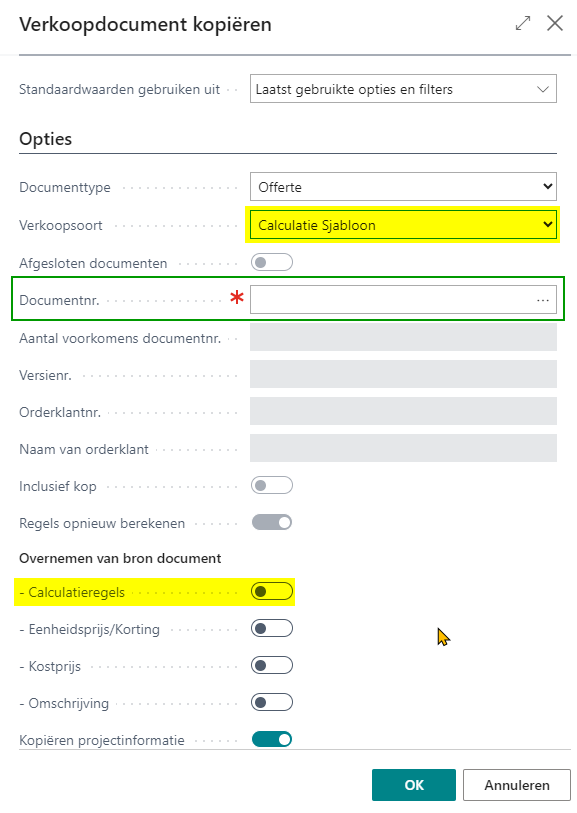 Verkoopdocument kopiëren
Standaardwaarden gebruiken uit Laatst gebruikte opties en filters
Opties
Documenttype Offerte
Verkoopsoort Calculatie Sjabloon
Afgesloten documenten
Documentnr. * ...
Aantal voorkomens documentnr.
Versienr.
Orderklantnr.
Naam van orderklant
Inclusief kop
Regels opnieuw berekenen
Overnemen van bron document
- Calculatieregels
- Eenheidsprijs/Korting
- Kostprijs
- Omschrijving
Kopiëren projectinformatie
OK Annuleren